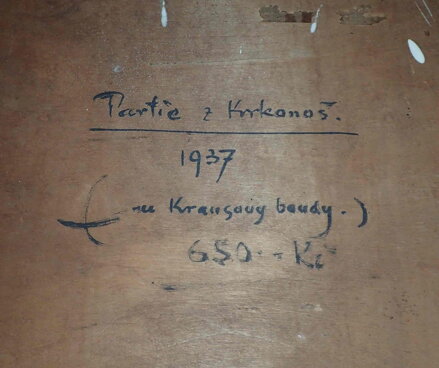 Partie z Krkonoš.
1937
(u Krausovy boudy.)
650.- Kč